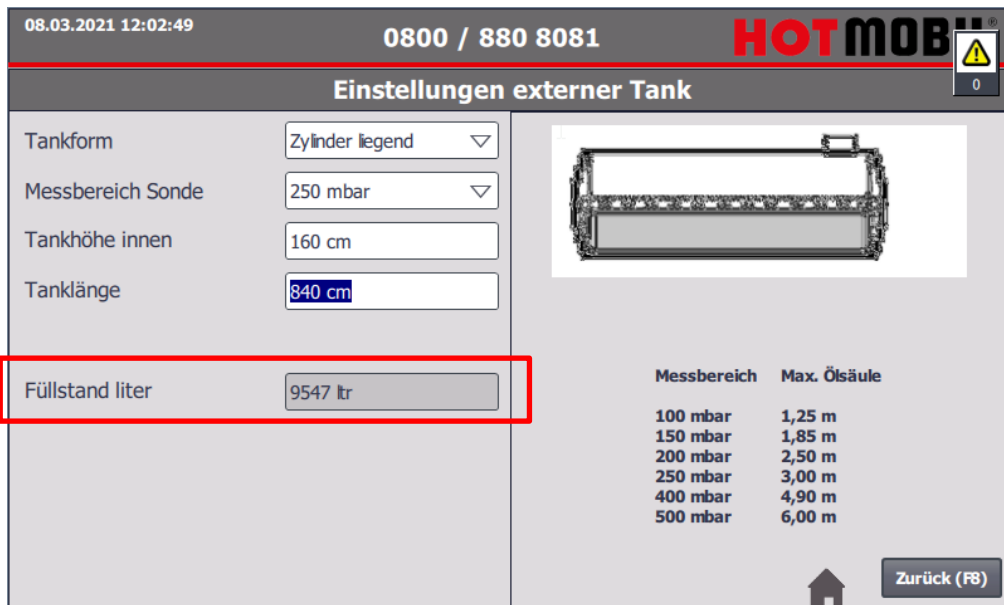 08.03.2021 12:02:49
0800 / 880 8081
HOTMOBIL®
0
Einstellungen externer Tank
Tankform
Zylinder liegend
Messbereich Sonde
250 mbar
Tankhöhe innen
160 cm
Tanklänge
840 cm
Füllstand liter
9547 ltr
Messbereich Max. Ölsäule
100 mbar 1,25 m
150 mbar 1,85 m
200 mbar 2,50 m
250 mbar 3,00 m
400 mbar 4,90 m
500 mbar 6,00 m
Zurück (F8)